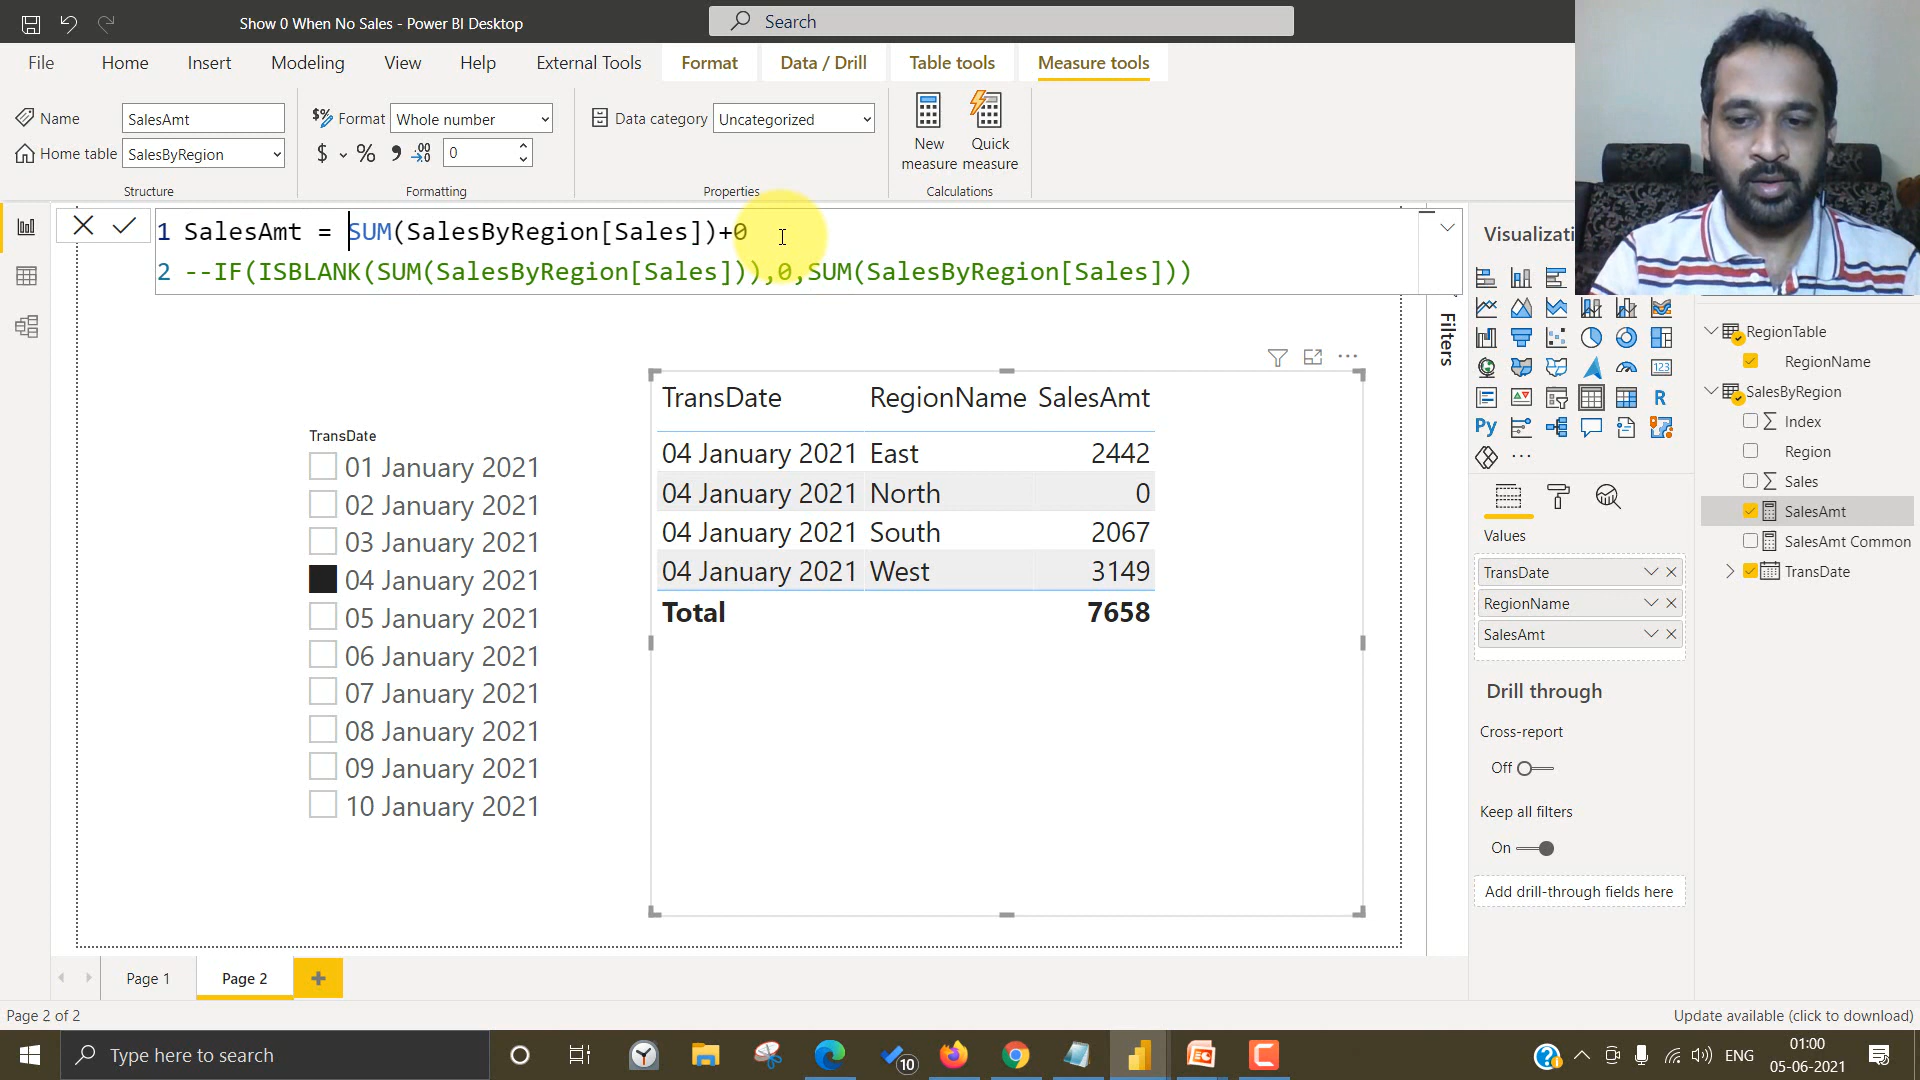 Show 0 When No Sales - Power BI Desktop
Search
File Home Insert Modeling View Help External Tools Format Data / Drill Table tools Measure tools
Name SalesAmt
Home table SalesByRegion
Structure
Format Whole number
$ % 9 .00 0
Formatting
Data category Uncategorized
Properties
New measure
Quick measure
Calculations
1 SalesAmt = SUM(SalesByRegion[Sales])+0
2 --IF(ISBLANK(SUM(SalesByRegion[Sales])),0,SUM(SalesByRegion[Sales]))
TransDate
01 January 2021
02 January 2021
03 January 2021
04 January 2021
05 January 2021
06 January 2021
07 January 2021
08 January 2021
09 January 2021
10 January 2021
TransDate RegionName SalesAmt
04 January 2021 East 2442
04 January 2021 North 0
04 January 2021 South 2067
04 January 2021 West 3149
Total 7658
Filters
Visualizati
123
R
Py
Values
TransDate
RegionName
SalesAmt
Drill through
Cross-report
Off
Keep all filters
On
Add drill-through fields here
RegionTable
RegionName
SalesByRegion
Index
Region
Sales
SalesAmt
SalesAmt Common
TransDate
Page 1
Page 2
Page 2 of 2
Update available (click to download)
Type here to search
10
ENG
01:00
05-06-2021